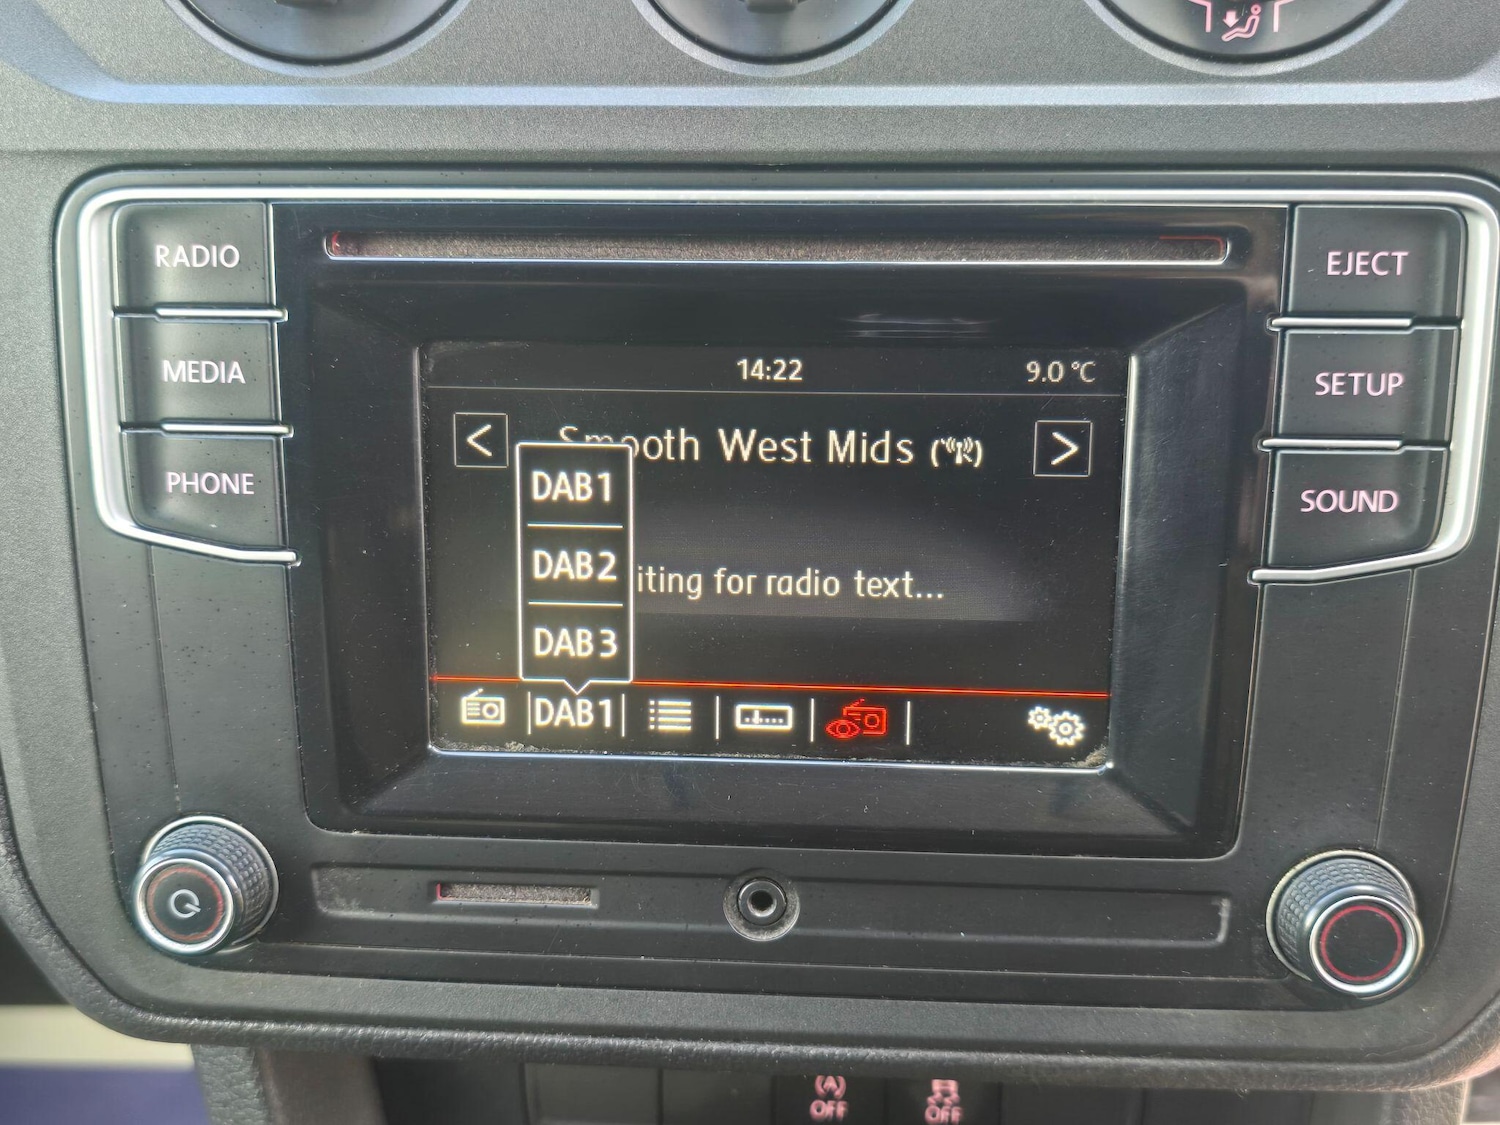 RADIO
MEDIA
PHONE
EJECT
SETUP
SOUND
14:22
9.0 °C
< Smooth West Mids >
DAB1
DAB2
DAB3
iting for radio text...
DAB1
(A)
OFF
OFF